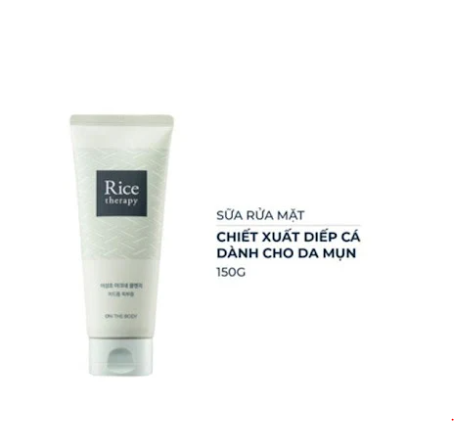 Rice
therapy
ON THE BODY
SỮA RỬA MẶT
CHIẾT XUẤT DIẾP CÁ
DÀNH CHO DA MỤN
150G